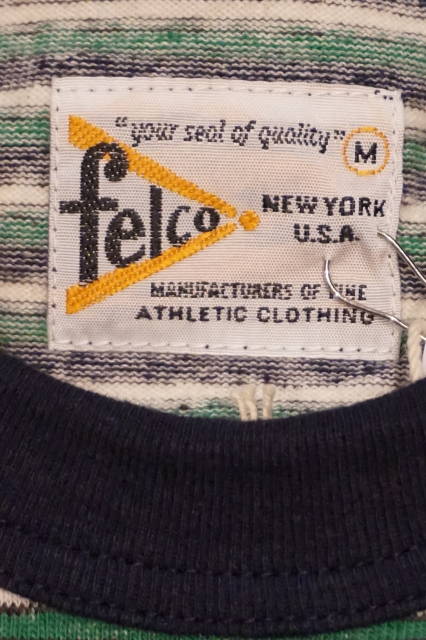 "your seal of quality"
M
felco
NEW YORK
U.S.A.
MANUFACTURERS OF FINE
ATHLETIC CLOTHING